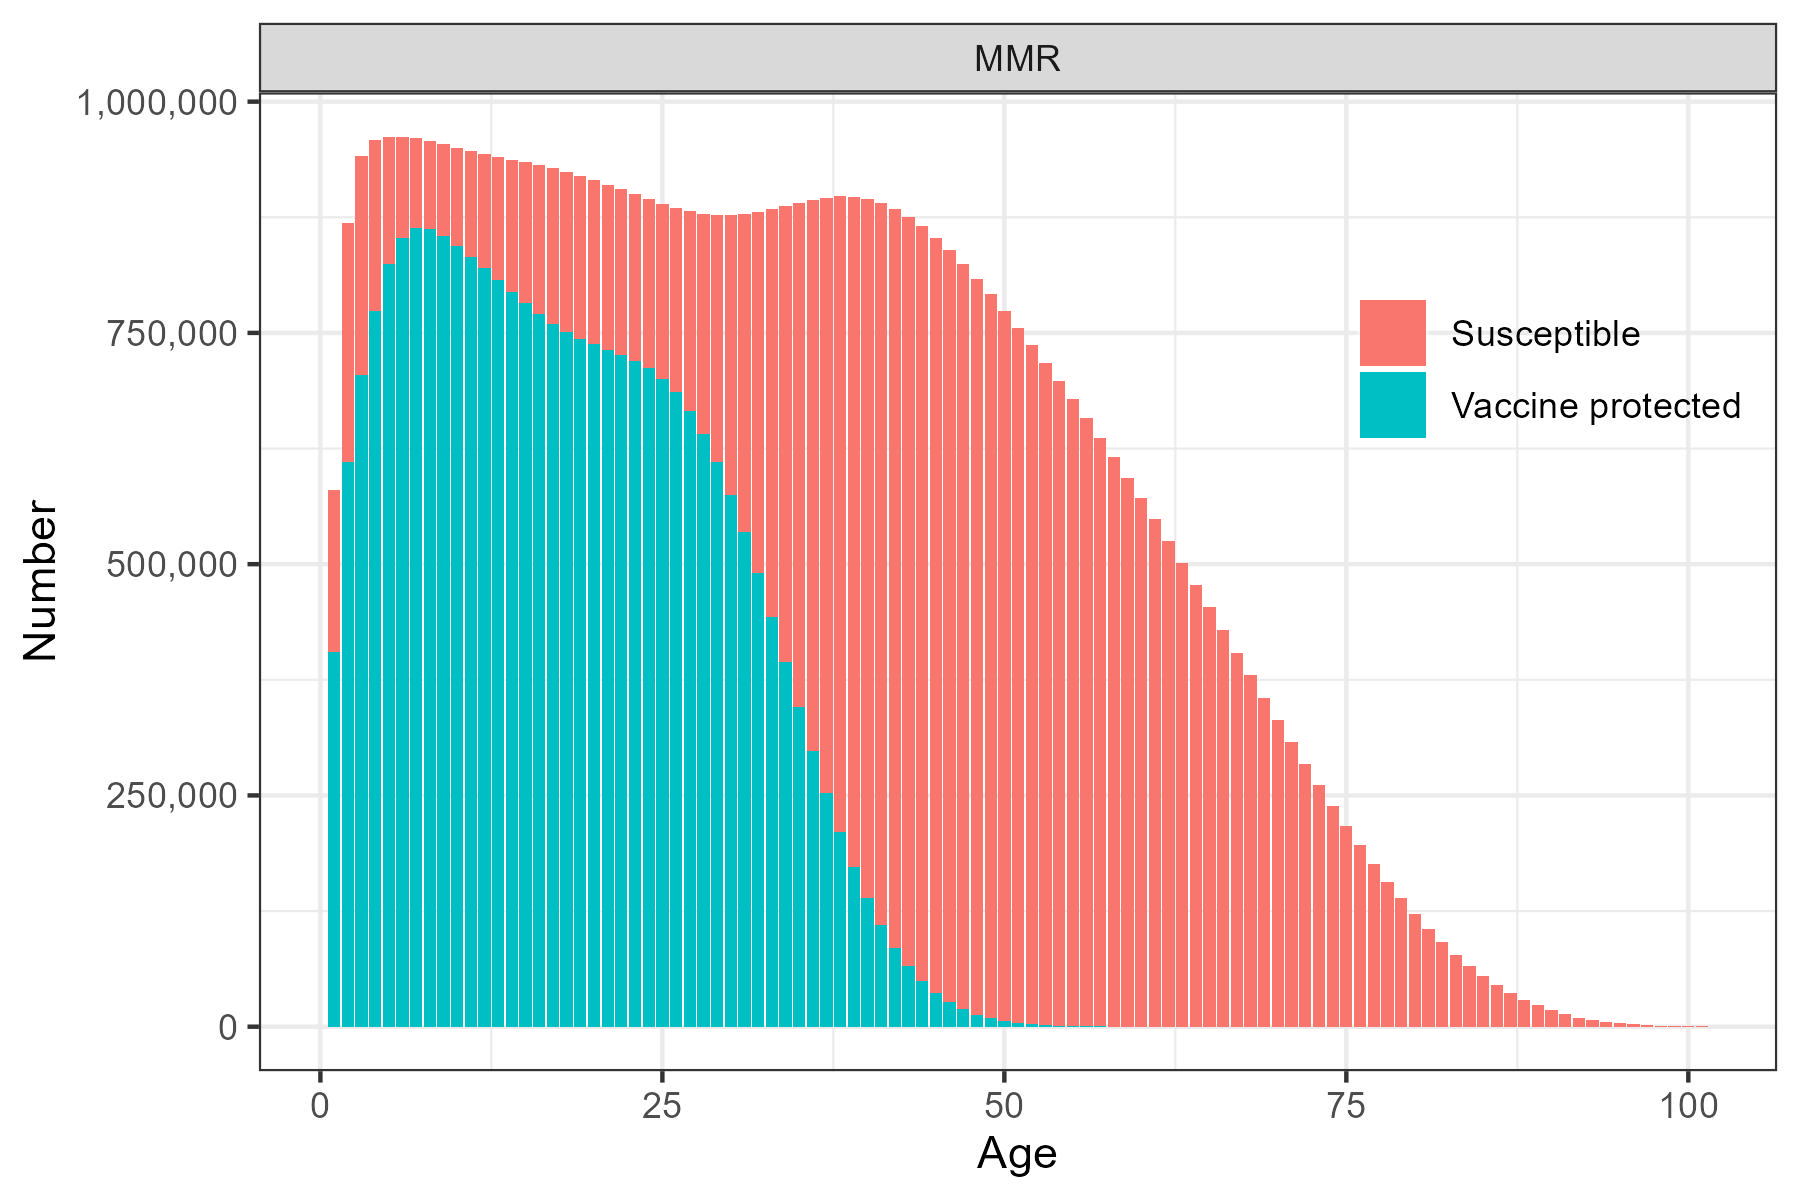 MMR
1,000,000
750,000
500,000
250,000
0
Number
Susceptible
Vaccine protected
0 25 50 75 100
Age